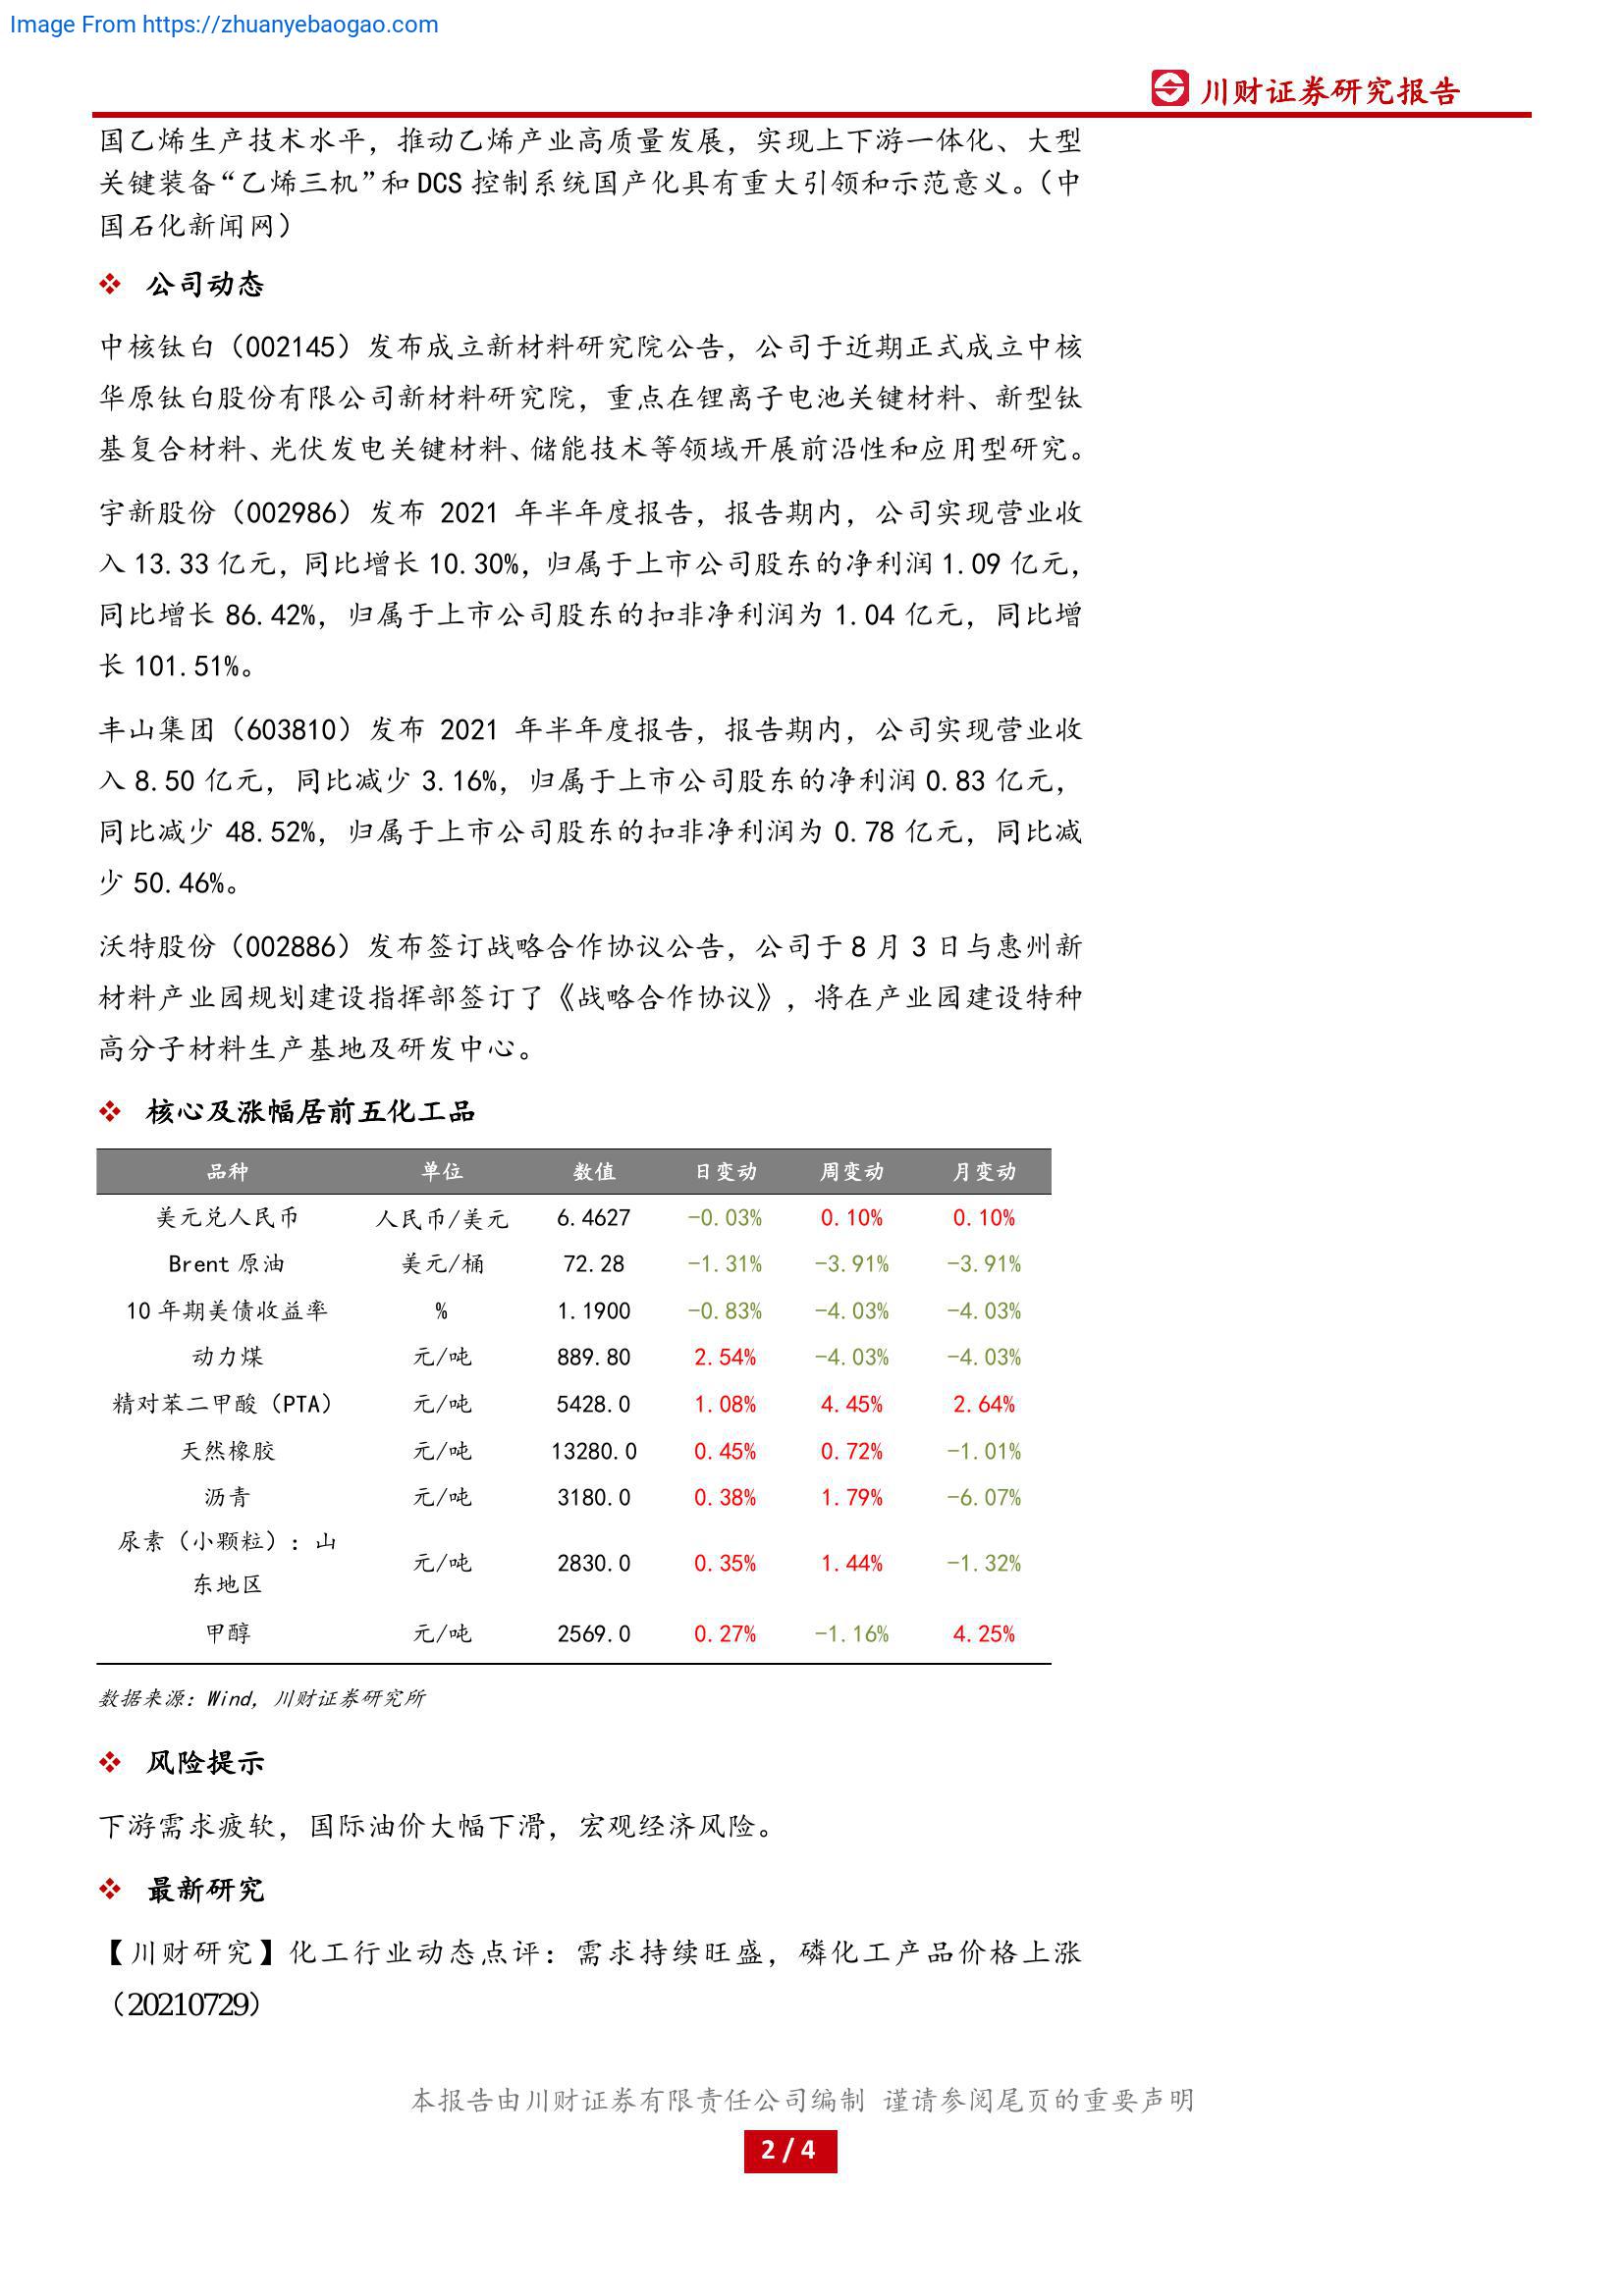 Image From https://zhuanyebaogao.com
川财证券研究报告
国乙烯生产技术水平，推动乙烯产业高质量发展，实现上下游一体化、大型
关键装备“乙烯三机”和 DCS 控制系统国产化具有重大引领和示范意义。（中
国石化新闻网）
公司动态
中核钛白（002145）发布成立新材料研究院公告，公司于近期正式成立中核
华原钛白股份有限公司新材料研究院，重点在锂离子电池关键材料、新型钛
基复合材料、光伏发电关键材料、储能技术等领域开展前沿性和应用型研究。
宇新股份（002986）发布 2021 年半年度报告，报告期内，公司实现营业收
入 13.33 亿元，同比增长 10.30%，归属于上市公司股东的净利润 1.09 亿元，
同比增长 86.42%，归属于上市公司股东的扣非净利润为 1.04 亿元，同比增
长 101.51%。
丰山集团（603810）发布 2021 年半年度报告，报告期内，公司实现营业收
入 8.50 亿元，同比减少 3.16%，归属于上市公司股东的净利润 0.83 亿元，
同比减少 48.52%，归属于上市公司股东的扣非净利润为 0.78 亿元，同比减
少 50.46%。
沃特股份（002886）发布签订战略合作协议公告，公司于 8 月 3 日与惠州新
材料产业园规划建设指挥部签订了《战略合作协议》，将在产业园建设特种
高分子材料生产基地及研发中心。
核心及涨幅居前五化工品
品种 单位 数值 日变动 周变动 月变动
美元兑人民币 人民币/美元 6.4627 -0.03% 0.10% 0.10%
Brent 原油 美元/桶 72.28 -1.31% -3.91% -3.91%
10 年期美债收益率 % 1.1900 -0.83% -4.03% -4.03%
动力煤 元/吨 889.80 2.54% -4.03% -4.03%
精对苯二甲酸（PTA） 元/吨 5428.0 1.08% 4.45% 2.64%
天然橡胶 元/吨 13280.0 0.45% 0.72% -1.01%
沥青 元/吨 3180.0 0.38% 1.79% -6.07%
尿素（小颗粒）：山
东地区 元/吨 2830.0 0.35% 1.44% -1.32%
甲醇 元/吨 2569.0 0.27% -1.16% 4.25%
数据来源：Wind，川财证券研究所
风险提示
下游需求疲软，国际油价大幅下滑，宏观经济风险。
最新研究
【川财研究】化工行业动态点评：需求持续旺盛，磷化工产品价格上涨
（20210729）
本报告由川财证券有限责任公司编制 谨请参阅尾页的重要声明
2 / 4